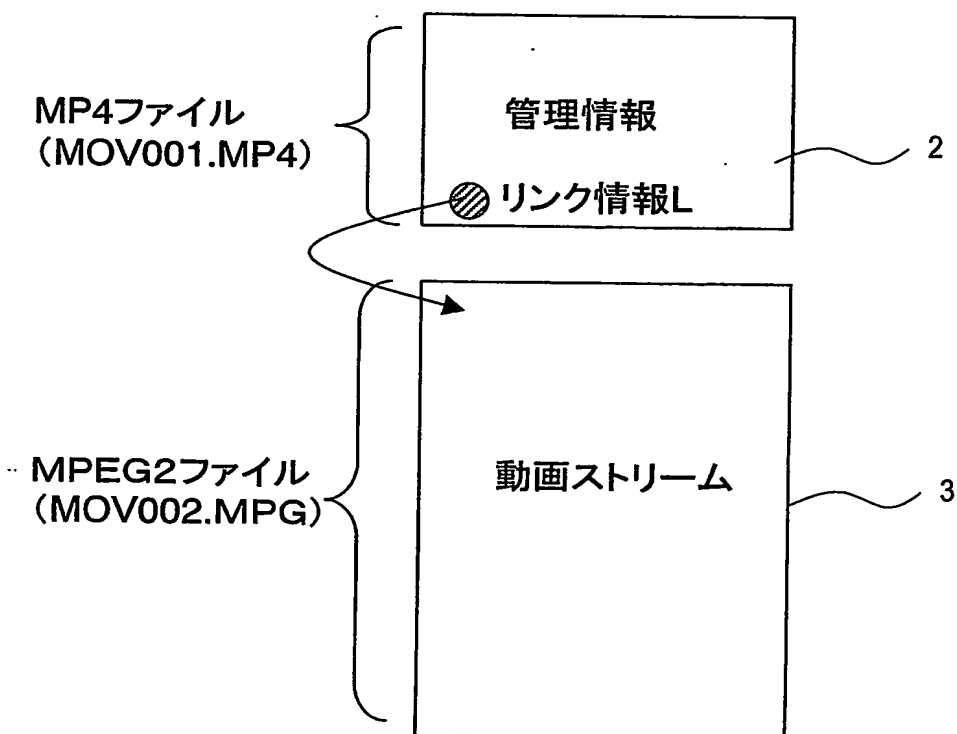 MP4ファイル
（MOV001.MP4）
管理情報
リンク情報L
2
MPEG2ファイル
（MOV002.MPG）
動画ストリーム
3